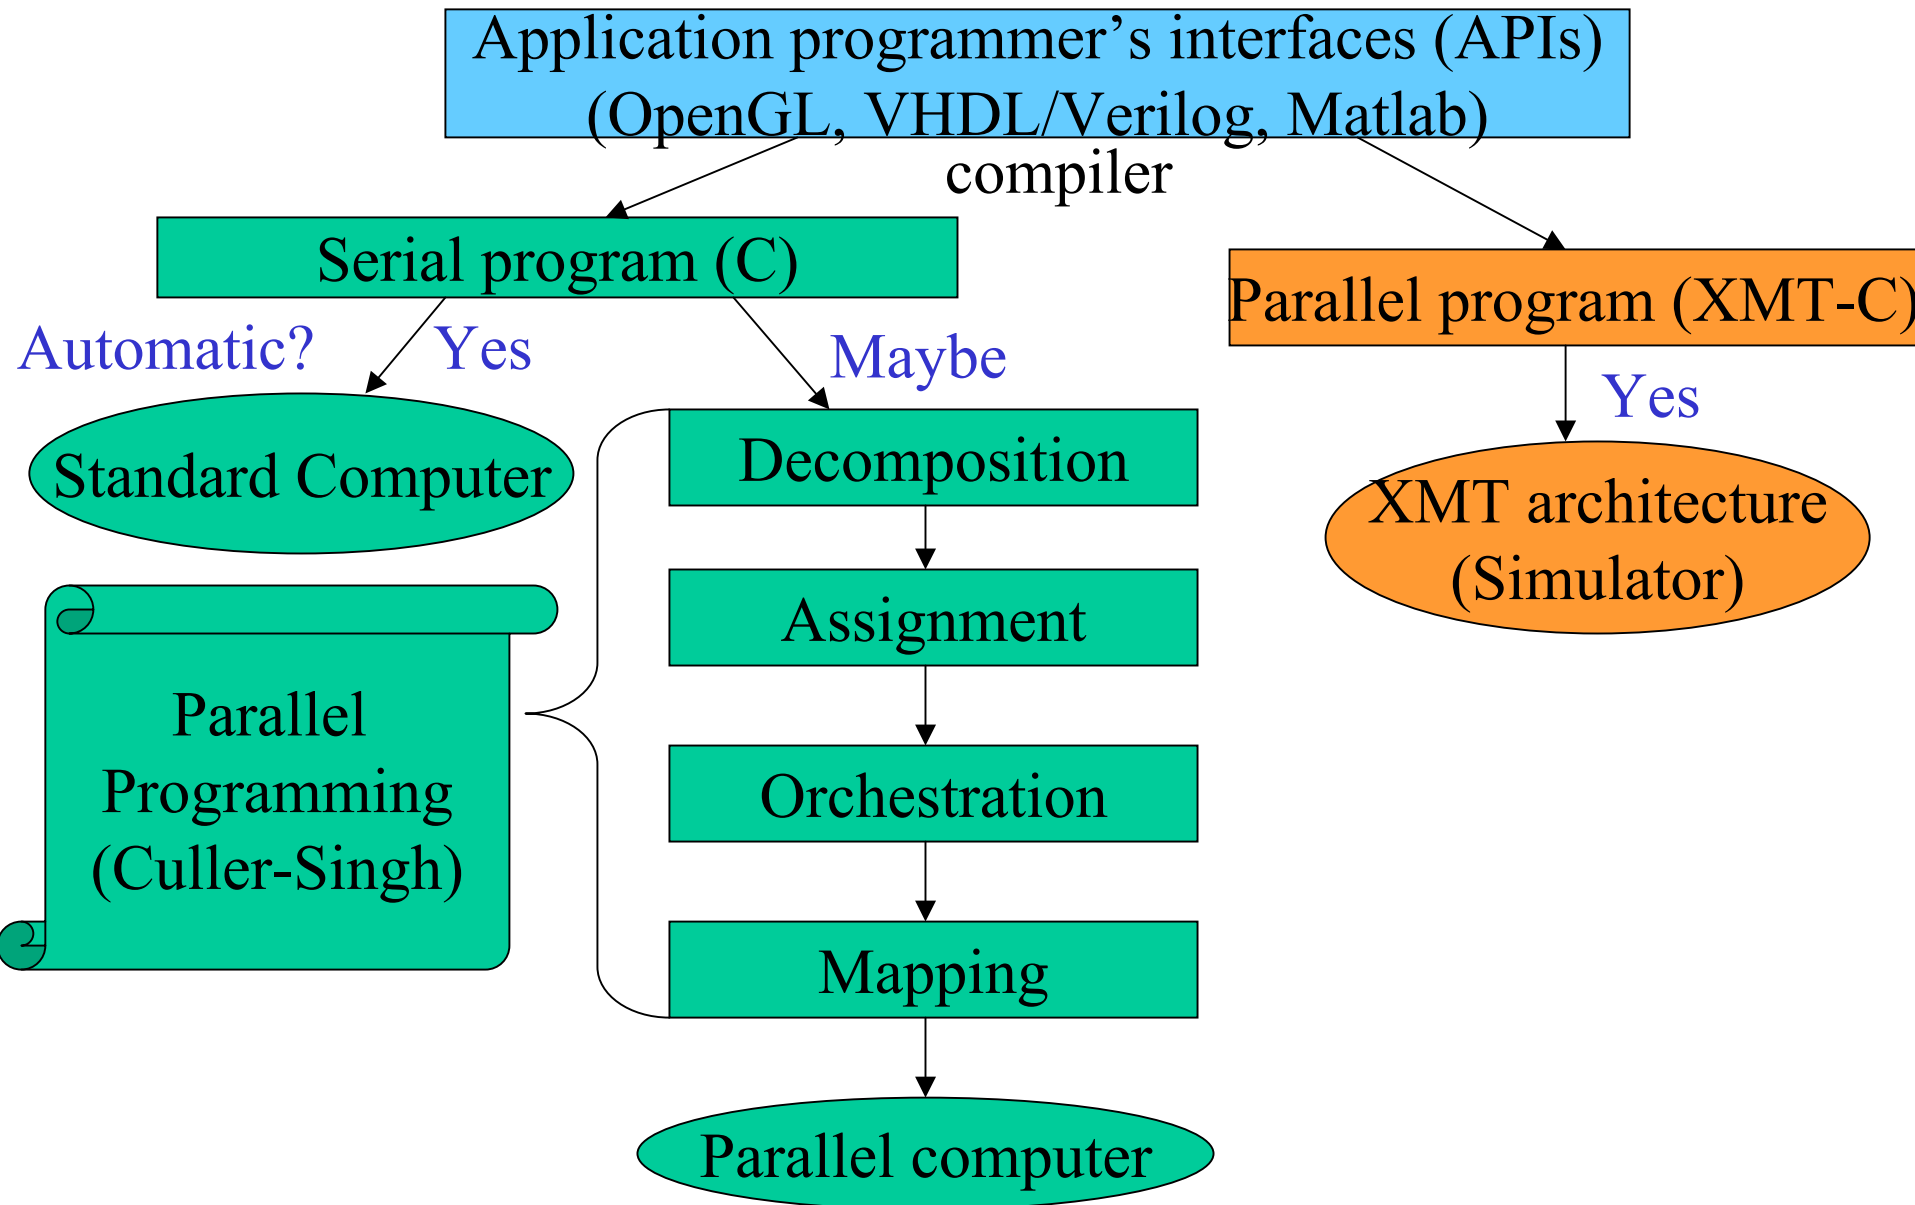 Application programmer’s interfaces (APIs)
(OpenGL, VHDL/Verilog, Matlab)
compiler
Serial program (C)
Parallel program (XMT-C)
Automatic?
Yes
Maybe
Yes
Standard Computer
Decomposition
XMT architecture
(Simulator)
Assignment
Parallel
Programming
(Culler-Singh)
Orchestration
Mapping
Parallel computer